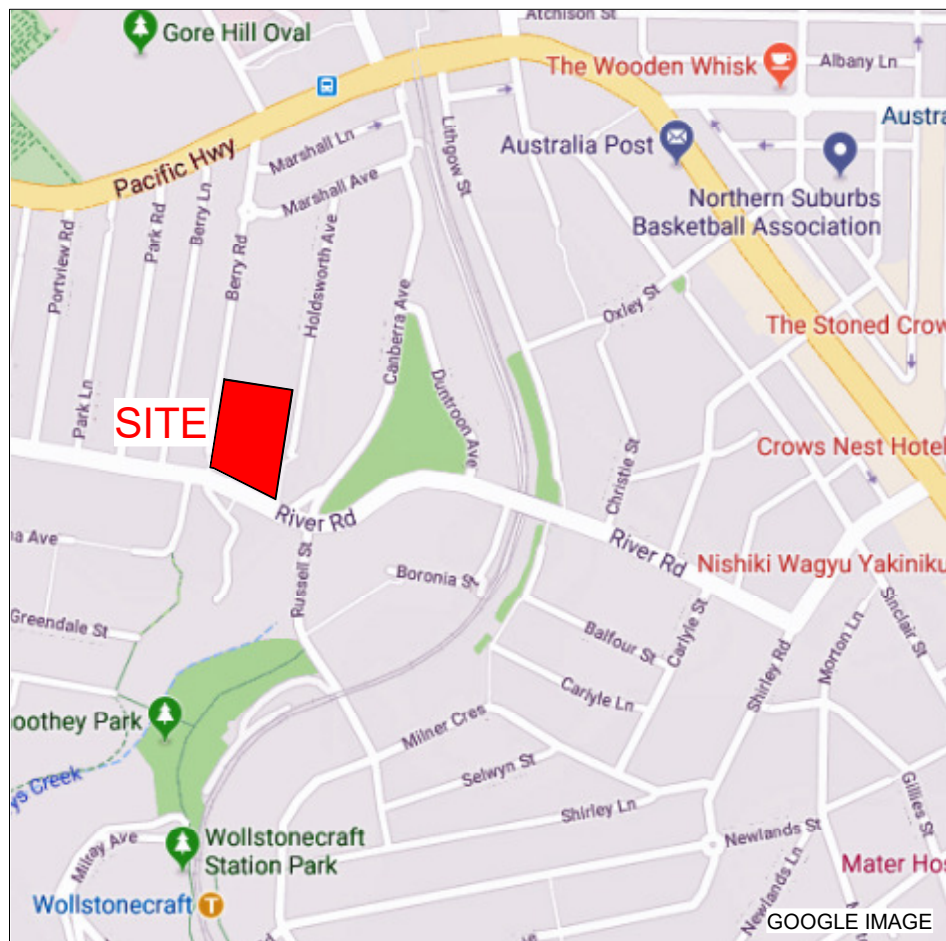 Atchison St
Gore Hill Oval
The Wooden Whisk
Albany Ln
Pacific Hwy
Marshall Ln
Lithgow St
Australia Post
Austra
Marshall Ave
Northern Suburbs
Basketball Association
Portview Rd
Park Rd
Berry Ln
Berry Rd
Holdsworth Ave
Canberra Ave
Oxley St
The Stoned Crow
Park Ln
SITE
Duntroon Ave
Christie St
Crows Nest Hotel
River Rd
River Rd
a Ave
Russell St
Boronia St
Nishiki Wagyu Yakiniku
Greendale St
Balfour St
Carlyle St
Sinclair St
Morton Ln
Shirley Rd
Carlyle Ln
oothey Park
Milner Cres
Selwyn St
ys Creek
Shirley Ln
Gillies St
Milray Ave
Wollstonecraft
Station Park
Newlands St
Newlands Ln
Mater Hos
Wollstonecraft
T
GOOGLE IMAGE